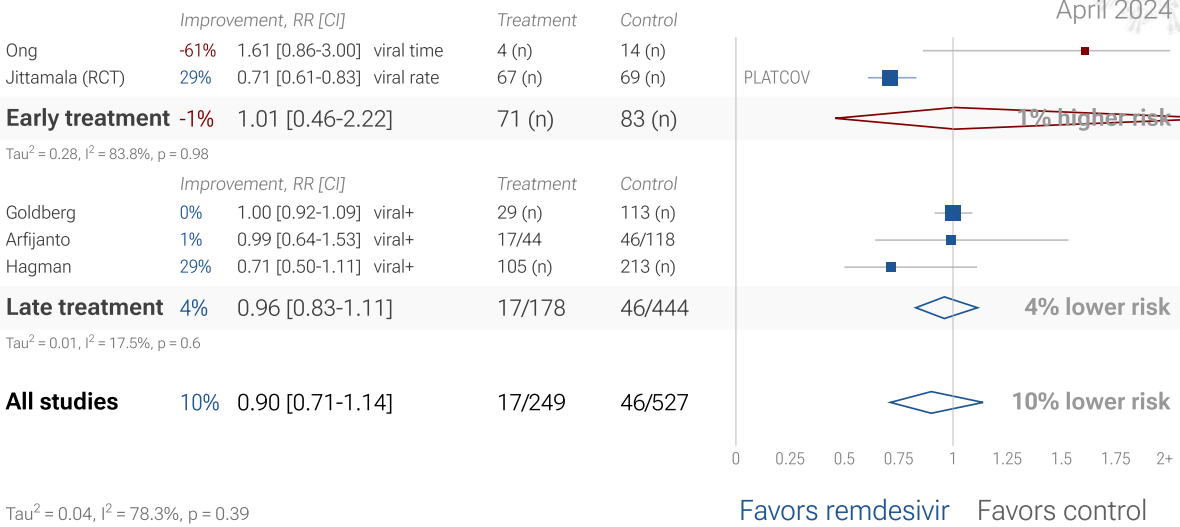 April 2024
Improvement, RR [CI] Treatment Control
Ong -61% 1.61 [0.86-3.00] viral time 4 (n) 14 (n)
Jittamala (RCT) 29% 0.71 [0.61-0.83] viral rate 67 (n) 69 (n) PLATCOV
Early treatment -1% 1.01 [0.46-2.22] 71 (n) 83 (n) 1% higher risk
Tau² = 0.28, I² = 83.8%, p = 0.98
Improvement, RR [CI] Treatment Control
Goldberg 0% 1.00 [0.92-1.09] viral+ 29 (n) 113 (n)
Arfijanto 1% 0.99 [0.64-1.53] viral+ 17/44 46/118
Hagman 29% 0.71 [0.50-1.11] viral+ 105 (n) 213 (n)
Late treatment 4% 0.96 [0.83-1.11] 17/178 46/444 4% lower risk
Tau² = 0.01, I² = 17.5%, p = 0.6
All studies 10% 0.90 [0.71-1.14] 17/249 46/527 10% lower risk
0 0.25 0.5 0.75 1 1.25 1.5 1.75 2+
Tau² = 0.04, I² = 78.3%, p = 0.39 Favors remdesivir Favors control